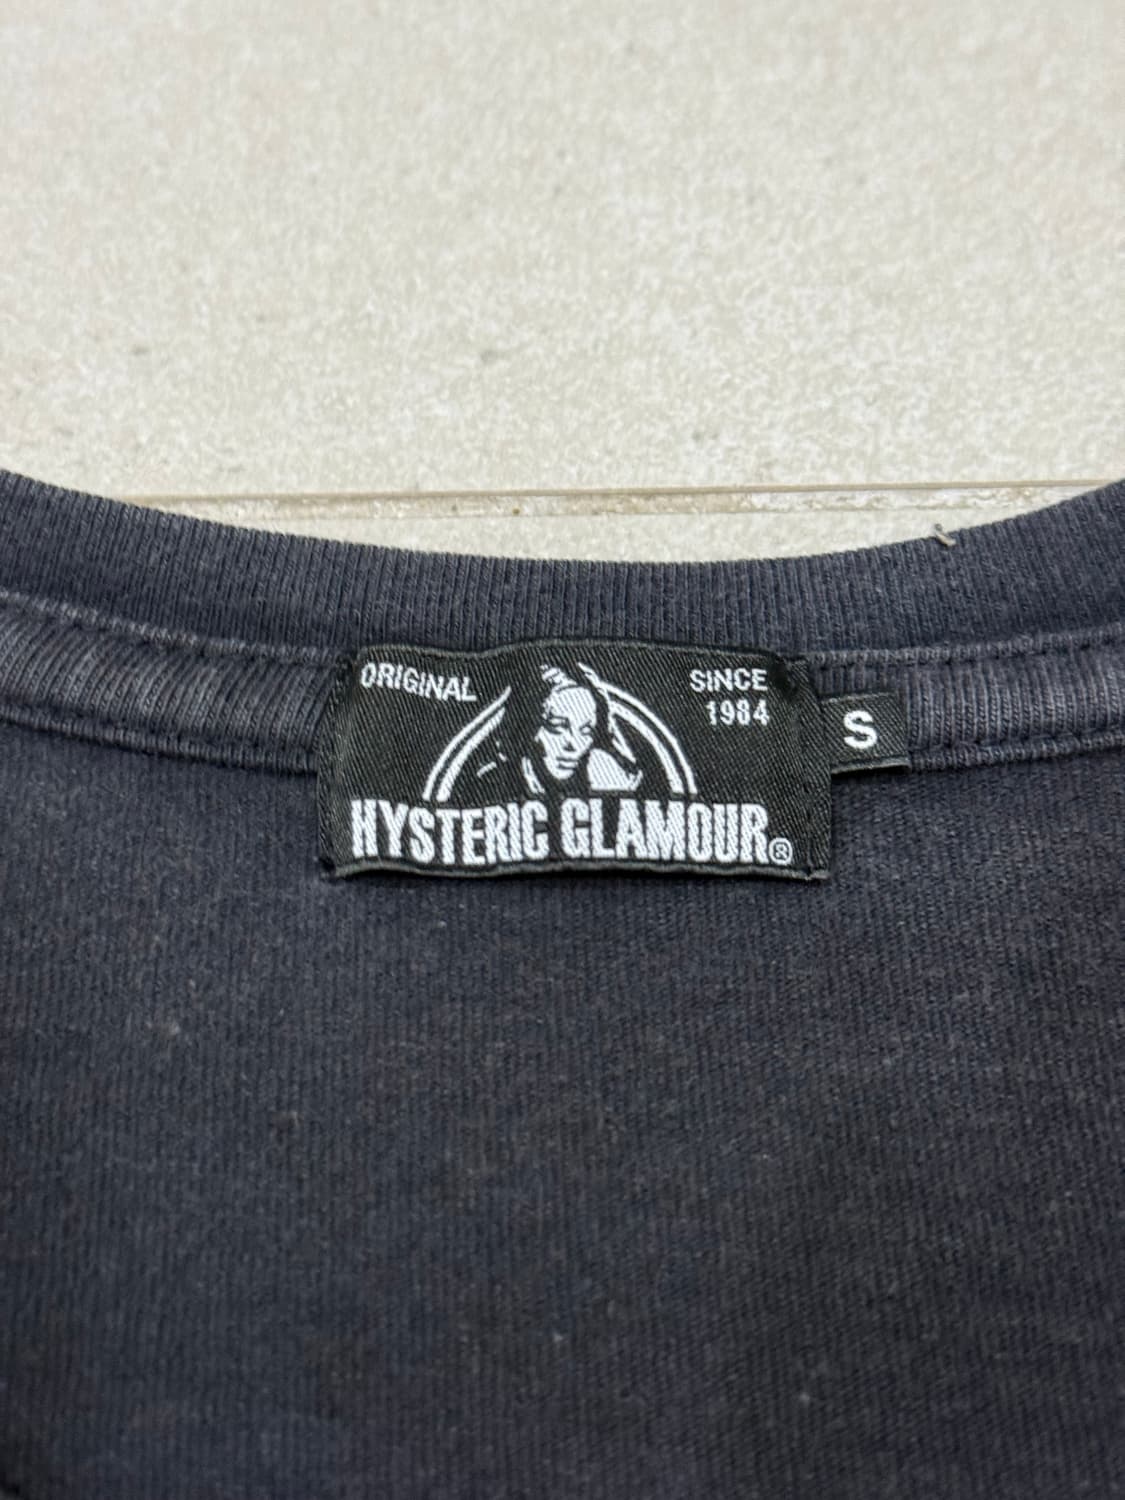 ORIGINAL
SINCE
1984
HYSTERIC GLAMOUR®
S